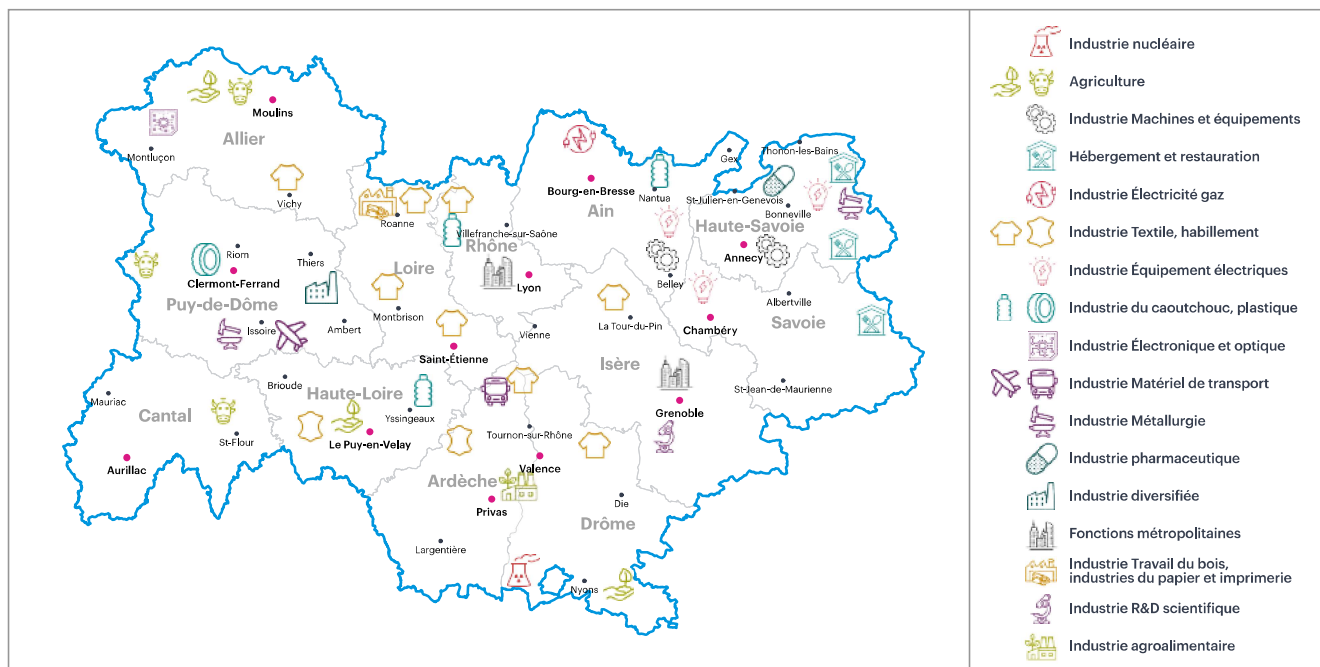 Moulins
Allier
Montluçon
Vichy
Riom
Thiers
Clermont-Ferrand
Puy-de-Dôme
Issoire
Ambert
Roanne
Loire
Montbrison
Saint-Étienne
Villefranche-sur-Saône
Rhône
Lyon
Vienne
Bourg-en-Bresse
Ain
Nantua
Gex
Belley
Thonon-les-Bains
St-Julien-en-Genevois
Bonneville
Haute-Savoie
Annecy
Albertville
Chambéry
Savoie
St-Jean-de-Maurienne
La Tour-du-Pin
Isère
Grenoble
Brioude
Haute-Loire
Yssingeaux
Le Puy-en-Velay
Mauriac
Cantal
St-Flour
Aurillac
Tournon-sur-Rhône
Valence
Ardèche
Privas
Largentière
Die
Drôme
Nyons
Industrie nucléaire
Agriculture
Industrie Machines et équipements
Hébergement et restauration
Industrie Électricité gaz
Industrie Textile, habillement
Industrie Équipement électriques
Industrie du caoutchouc, plastique
Industrie Électronique et optique
Industrie Matériel de transport
Industrie Métallurgie
Industrie pharmaceutique
Industrie diversifiée
Fonctions métropolitaines
Industrie Travail du bois,
industries du papier et imprimerie
Industrie R&D scientifique
Industrie agroalimentaire